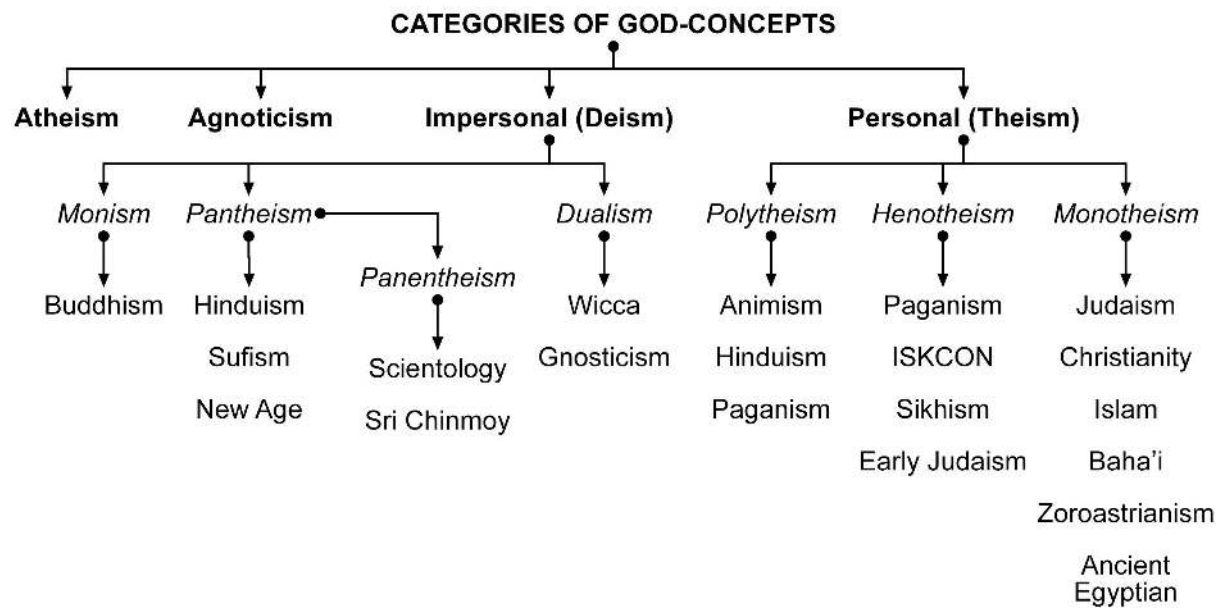 CATEGORIES OF GOD-CONCEPTS
Atheism Agnoticism Impersonal (Deism) Personal (Theism)
Monism Pantheism Dualism Polytheism Henotheism Monotheism
Panentheism
Buddhism Hinduism Wicca Animism Paganism Judaism
Sufism Scientology Gnosticism Hinduism ISKCON Christianity
New Age Sri Chinmoy Paganism Sikhism Islam
Early Judaism Baha'i
Zoroastrianism
Ancient
Egyptian